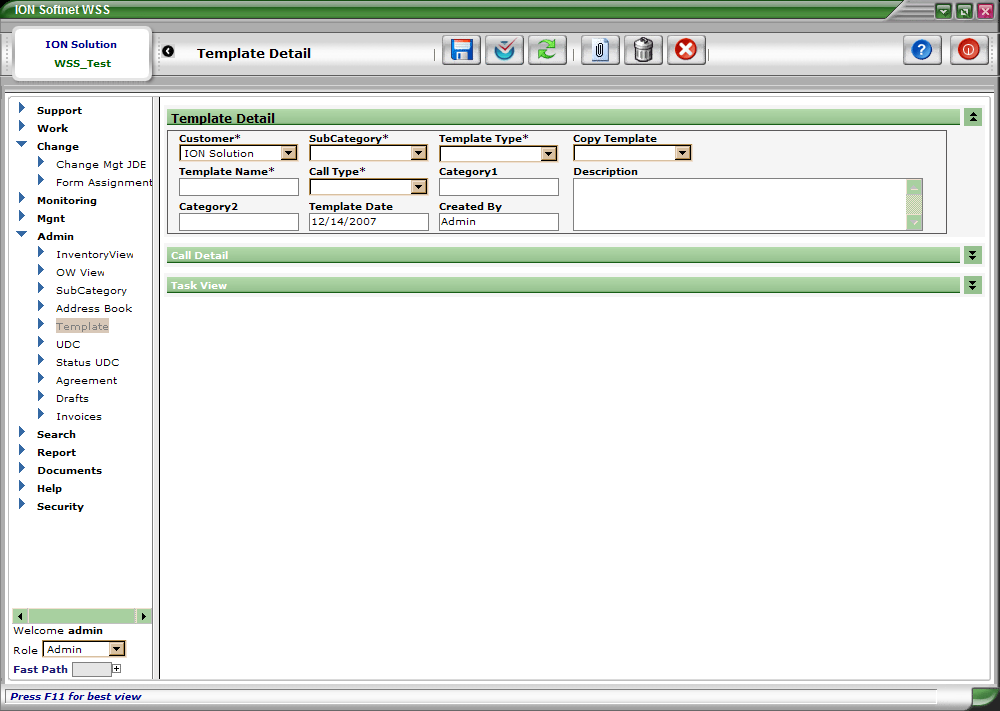 ION Softnet WSS
ION Solution
WSS_Test
Template Detail
Support
Work
Change
Change Mgt JDE
Form Assignment
Monitoring
Mgnt
Admin
InventoryView
OW View
SubCategory
Address Book
Template
UDC
Status UDC
Agreement
Drafts
Invoices
Search
Report
Documents
Help
Security
Welcome admin
Role Admin
Fast Path
Template Detail
Customer* SubCategory* Template Type* Copy Template
ION Solution
Template Name* Call Type* Category1 Description
Category2 Template Date Created By
12/14/2007 Admin
Call Detail
Task View
Press F11 for best view